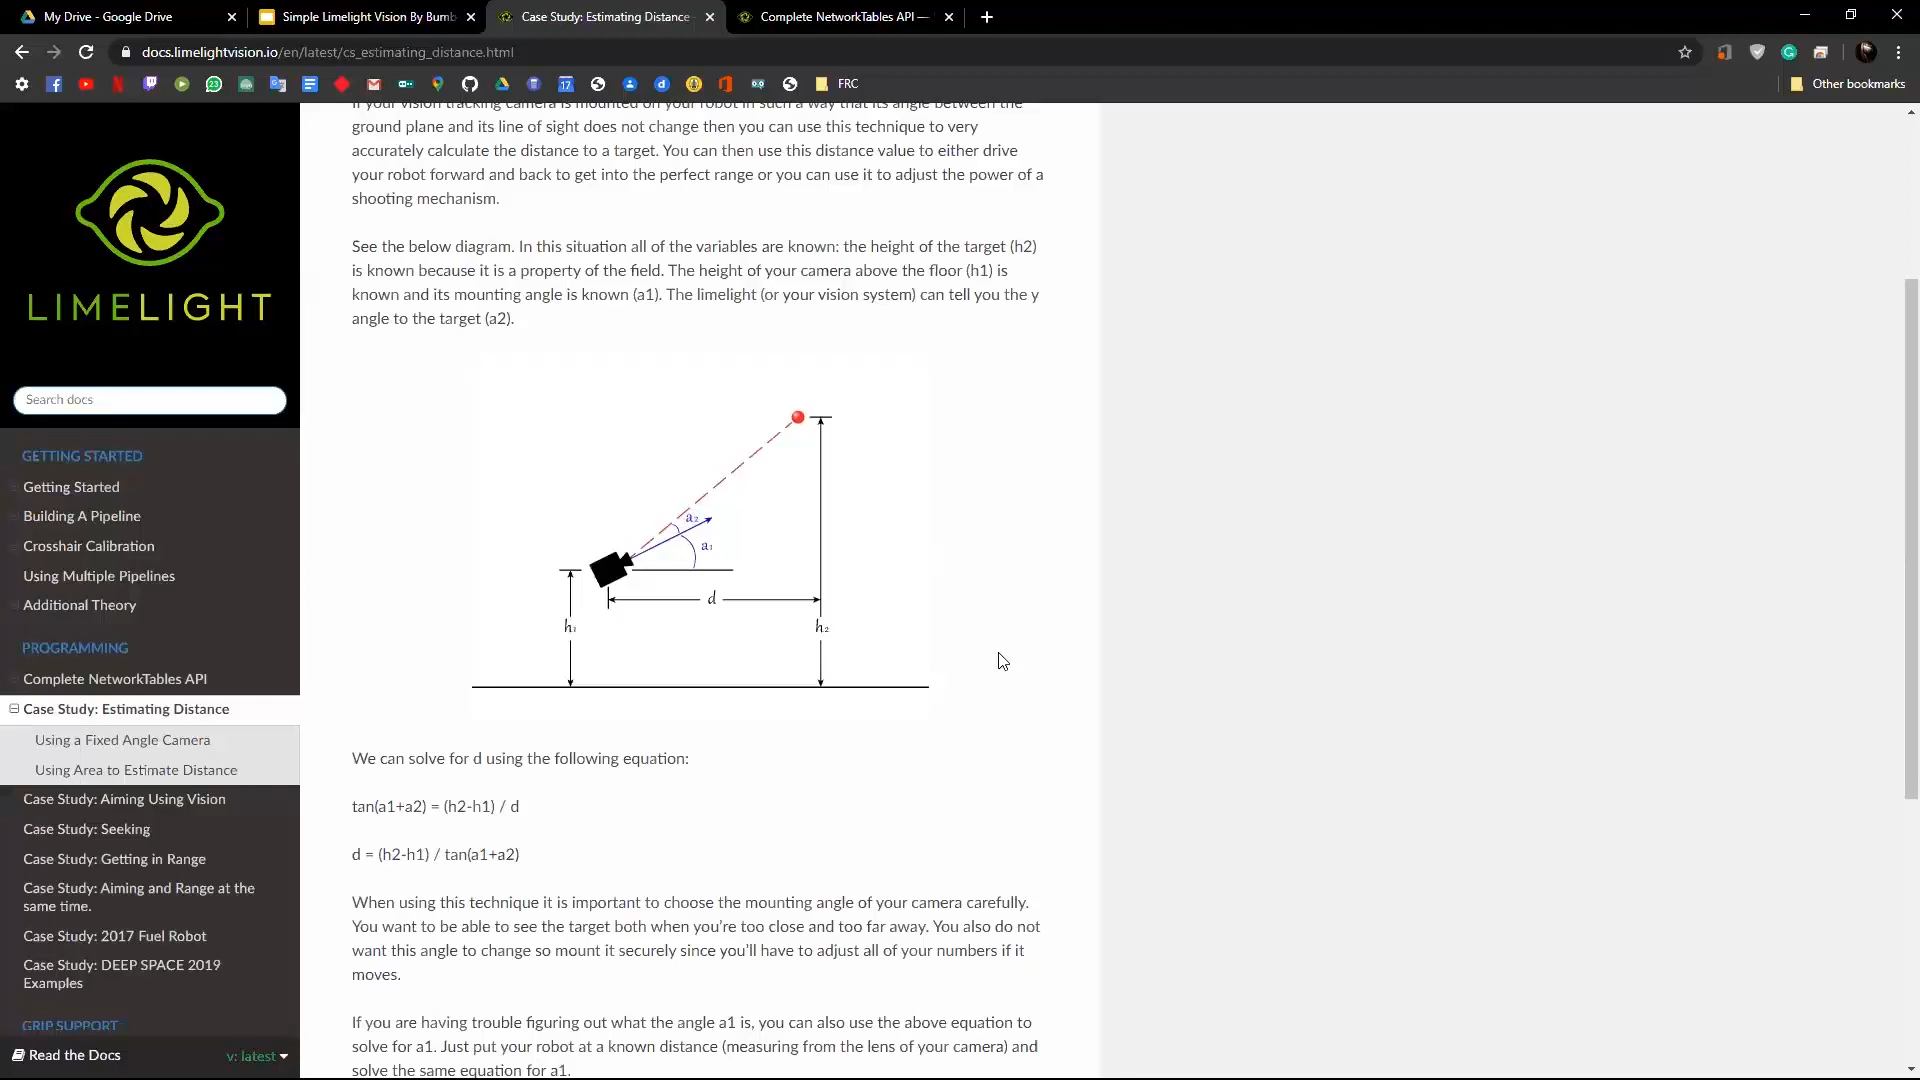 My Drive - Google Drive
Simple Limelight Vision By Bumb
Case Study: Estimating Distance
Complete NetworkTables API —
docs.limelightvision.io/en/latest/cs_estimating_distance.html
FRC
Other bookmarks
LIMELIGHT
Search docs
GETTING STARTED
Getting Started
Building A Pipeline
Crosshair Calibration
Using Multiple Pipelines
Additional Theory
PROGRAMMING
Complete NetworkTables API
Case Study: Estimating Distance
Using a Fixed Angle Camera
Using Area to Estimate Distance
Case Study: Aiming Using Vision
Case Study: Seeking
Case Study: Getting in Range
Case Study: Aiming and Range at the
same time.
Case Study: 2017 Fuel Robot
Case Study: DEEP SPACE 2019
Examples
GRIP SUPPORT
Read the Docs
v: latest
If your vision tracking camera is mounted on your robot in such a way that its angle between the
ground plane and its line of sight does not change then you can use this technique to very
accurately calculate the distance to a target. You can then use this distance value to either drive
your robot forward and back to get into the perfect range or you can use it to adjust the power of a
shooting mechanism.
See the below diagram. In this situation all of the variables are known: the height of the target (h2)
is known because it is a property of the field. The height of your camera above the floor (h1) is
known and its mounting angle is known (a1). The limelight (or your vision system) can tell you the y
angle to the target (a2).
a2
a1
d
h1
h2
We can solve for d using the following equation:
tan(a1+a2) = (h2-h1) / d
d = (h2-h1) / tan(a1+a2)
When using this technique it is important to choose the mounting angle of your camera carefully.
You want to be able to see the target both when you're too close and too far away. You also do not
want this angle to change so mount it securely since you'll have to adjust all of your numbers if it
moves.
If you are having trouble figuring out what the angle a1 is, you can also use the above equation to
solve for a1. Just put your robot at a known distance (measuring from the lens of your camera) and
solve the same equation for a1.